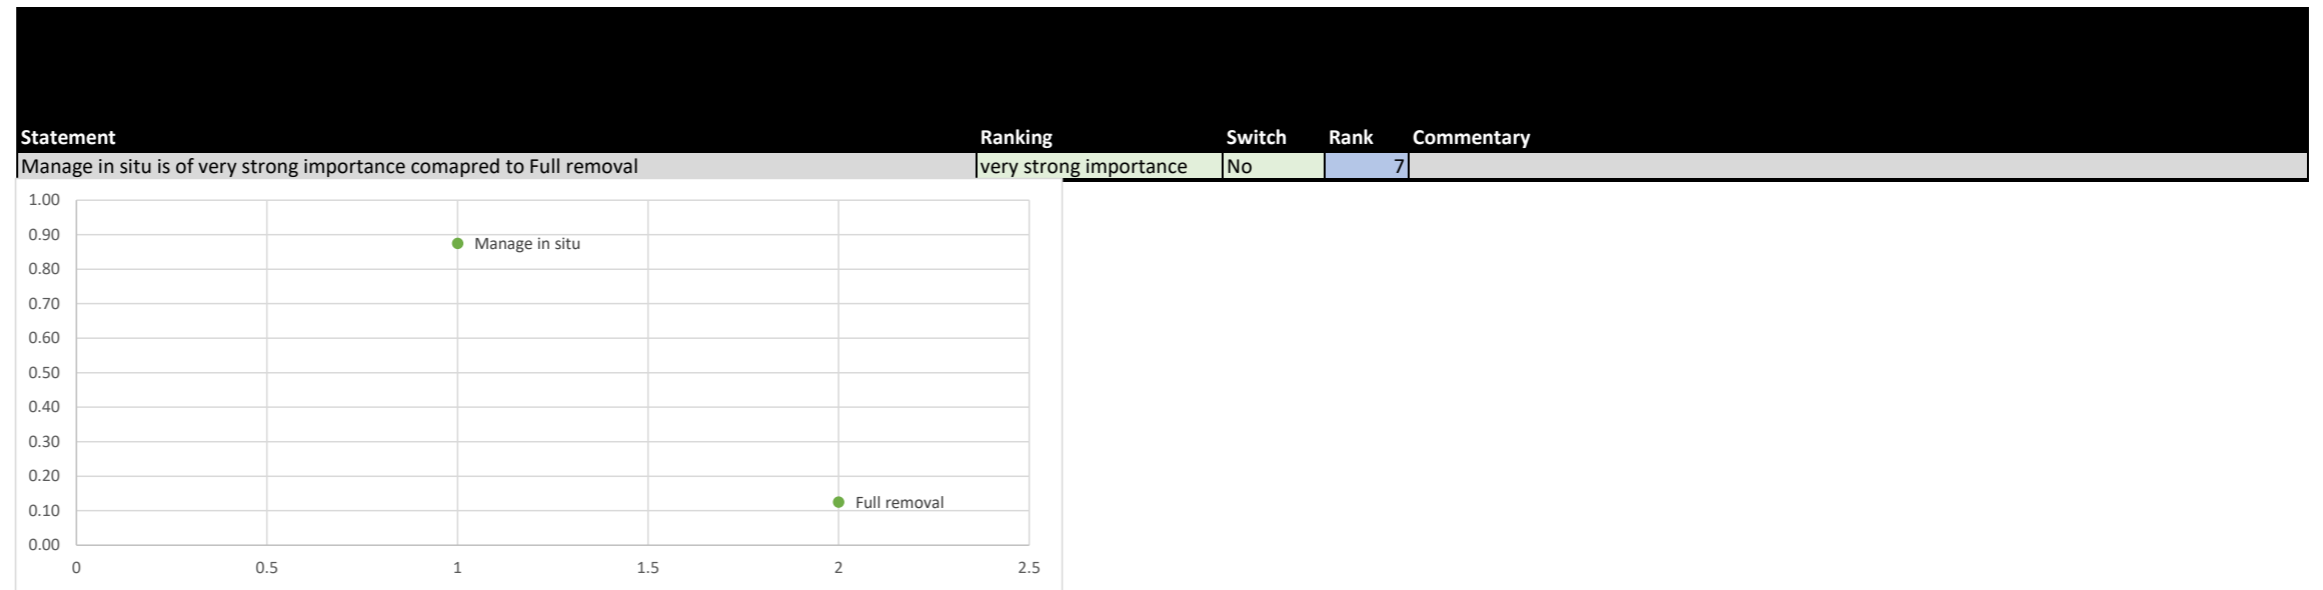 Statement Ranking Switch Rank Commentary
Manage in situ is of very strong importance comapred to Full removal very strong importance No 7
1.00
0.90
Manage in situ
0.80
0.70
0.60
0.50
0.40
0.30
0.20
Full removal
0.10
0.00
0 0.5 1 1.5 2 2.5